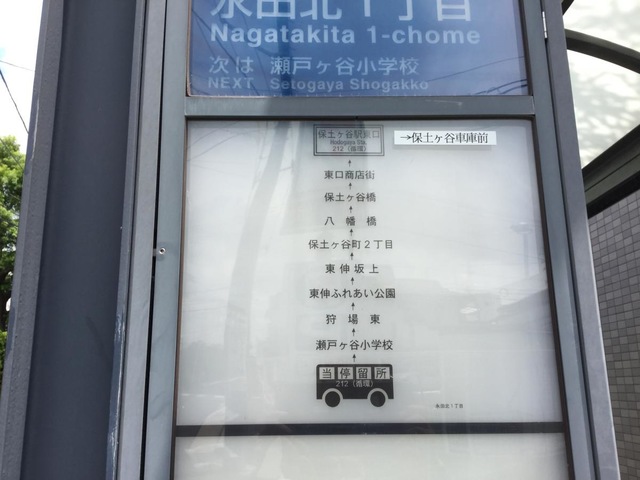 永田北1丁目
Nagatakita 1-chome
次は 瀬戸ヶ谷小学校
NEXT Setogaya Shogakko
保土ヶ谷駅東口
Hodogaya Sta.
212（循環）
→保土ヶ谷車庫前
東口商店街
保土ヶ谷橋
八幡橋
保土ヶ谷町2丁目
東伸坂上
東伸ふれあい公園
狩場東
瀬戸ヶ谷小学校
当停留所
212（循環）
永田北1丁目